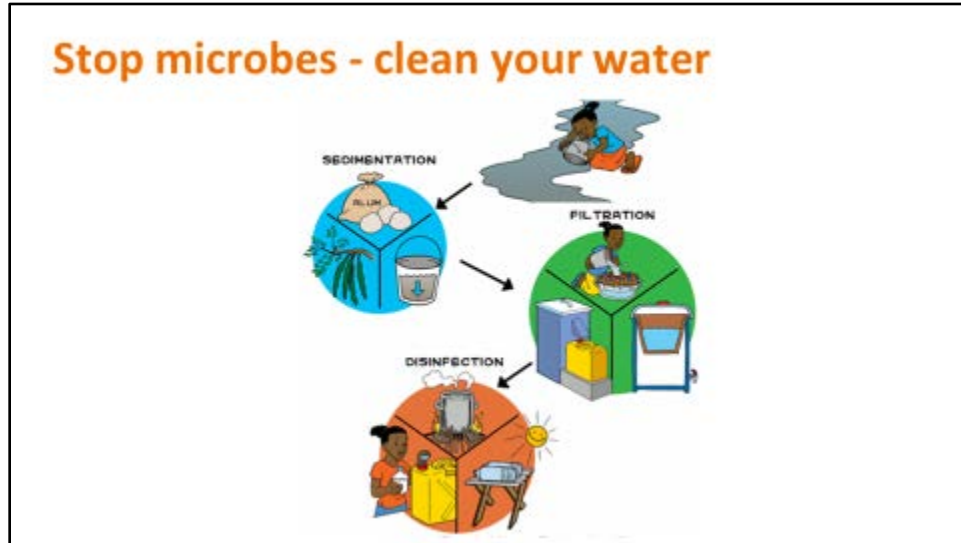 Stop microbes - clean your water
SEDIMENTATION
ALUM
FILTRATION
DISINFECTION